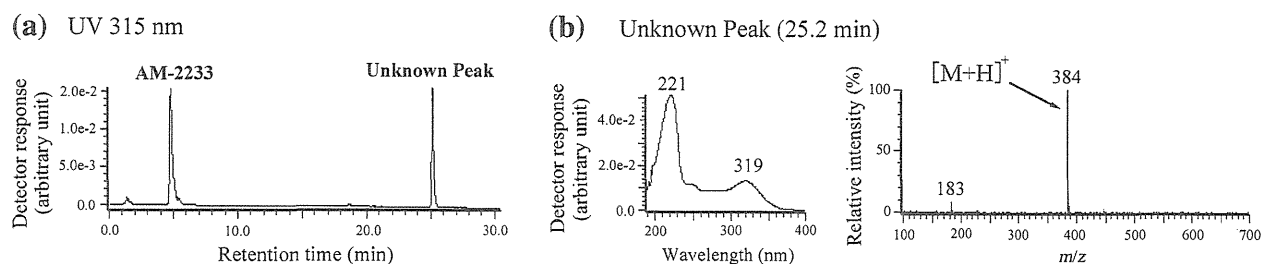 (a) UV 315 nm
AM-2233
Unknown Peak
Detector response
(arbitrary unit)
2.0e-2
1.0e-2
5.0e-3
0.0
0.0
10.0
20.0
30.0
Retention time (min)
(b) Unknown Peak (25.2 min)
Detector response
(arbitrary unit)
4.0e-2
2.0e-2
0.0
221
319
200
300
400
Wavelength (nm)
Relative intensity (%)
100
50
0
[M+H]+
384
183
100
200
300
400
500
600
700
m/z